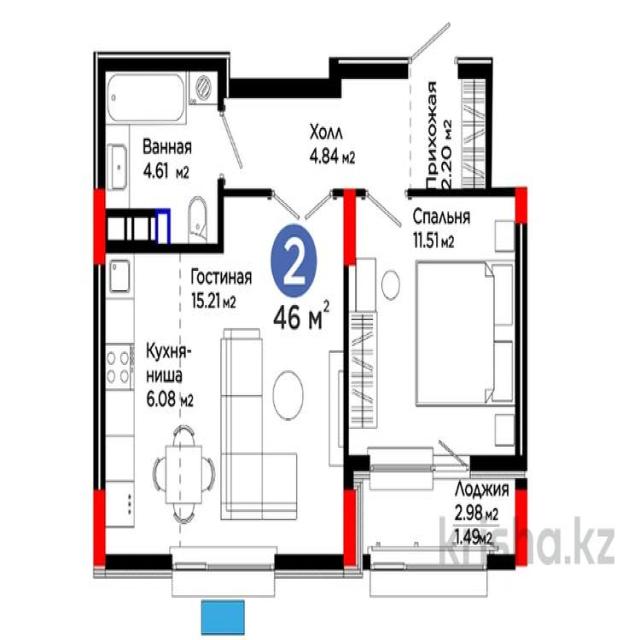 Ванная
4.61 м2
Холл
4.84 м2
Прихожая
2.20 м2
Спальня
11.51 м2
2
46 м2
Гостиная
15.21 м2
Кухня-
ниша
6.08 м2
Лоджия
2.98 м2
1.49м2
krisha.kz